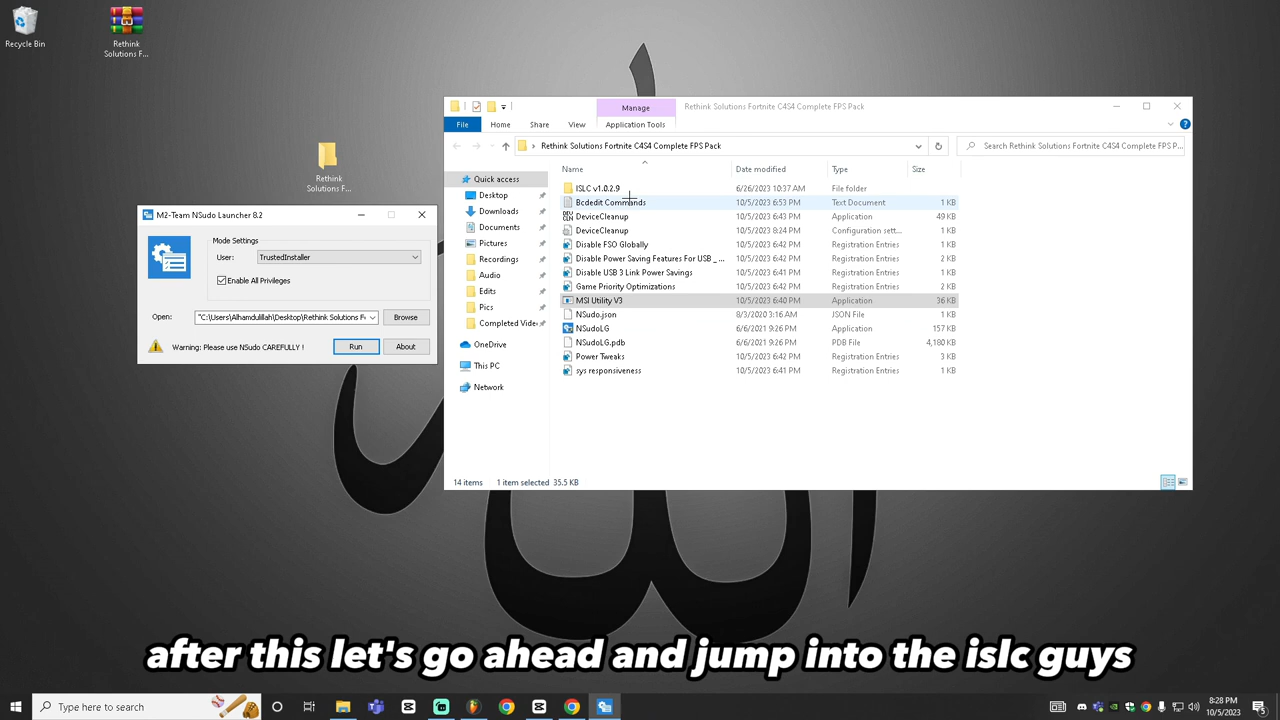 Recycle Bin
Rethink
Solutions F...
Rethink
Solutions F...
M2-Team NSudo Launcher 8.2
Mode Settings
User:
TrustedInstaller
Enable All Privileges
Open:
"C:\Users\Alhamdulillah\Desktop\Rethink Solutions F
Browse
Warning: Please use NSudo CAREFULLY !
Run
About
Manage
Rethink Solutions Fortnite C4S4 Complete FPS Pack
File
Home
Share
View
Application Tools
Rethink Solutions Fortnite C4S4 Complete FPS Pack
Search Rethink Solutions Fortnite C4S4 Complete FPS P...
Quick access
Desktop
Downloads
Documents
Pictures
Recordings
Audio
Edits
Pics
Completed Vide
OneDrive
This PC
Network
Name Date modified Type Size
ISLC v1.0.2.9 6/26/2023 10:37 AM File folder
Bcdedit Commands 10/5/2023 6:53 PM Text Document 1 KB
DeviceCleanup 10/5/2023 6:42 PM Application 49 KB
DeviceCleanup 10/5/2023 8:24 PM Configuration sett... 1 KB
Disable FSO Globally 10/5/2023 6:42 PM Registration Entries 2 KB
Disable Power Saving Features For USB _ ... 10/5/2023 6:42 PM Registration Entries 2 KB
Disable USB 3 Link Power Savings 10/5/2023 6:41 PM Registration Entries 1 KB
Game Priority Optimizations 10/5/2023 6:41 PM Registration Entries 2 KB
MSI Utility V3 10/5/2023 6:40 PM Application 36 KB
NSudo.json 8/3/2020 3:16 AM JSON File 1 KB
NSudoLG 6/6/2021 9:26 PM Application 157 KB
NSudoLG.pdb 6/6/2021 9:26 PM PDB File 4,180 KB
Power Tweaks 10/5/2023 6:42 PM Registration Entries 1 KB
sys responsiveness 10/5/2023 6:41 PM Registration Entries 1 KB
14 items 1 item selected 35.5 KB
after this let's go ahead and jump into the islc guys
Type here to search
8:28 PM
10/5/2023